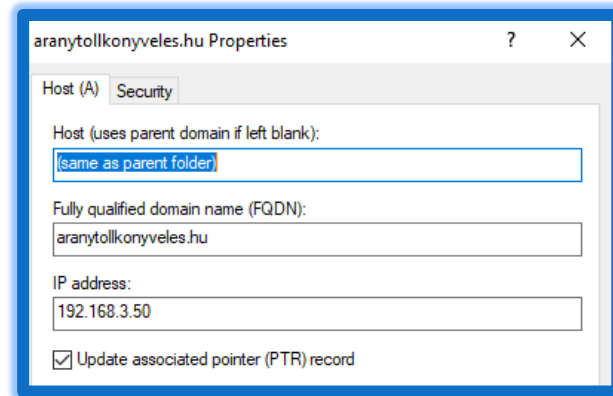 aranytollkonyveles.hu Properties
?
Host (A)
Security
Host (uses parent domain if left blank):
(same as parent folder)
Fully qualified domain name (FQDN):
aranytollkonyveles.hu
IP address:
192.168.3.50
Update associated pointer (PTR) record